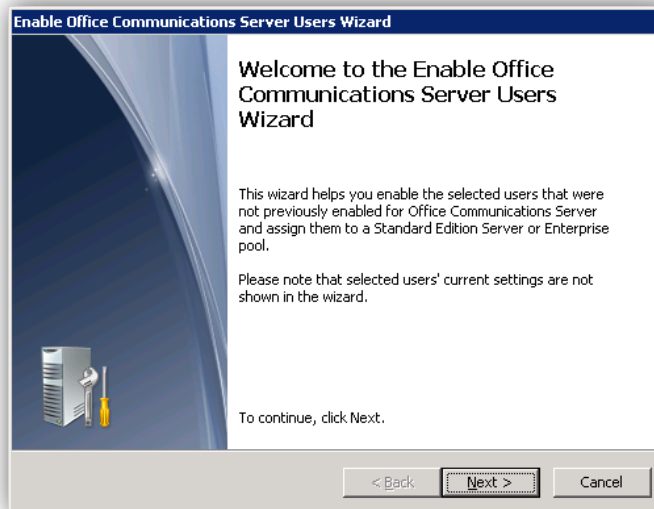 Enable Office Communications Server Users Wizard
Welcome to the Enable Office
Communications Server Users
Wizard
This wizard helps you enable the selected users that were
not previously enabled for Office Communications Server
and assign them to a Standard Edition Server or Enterprise
pool.
Please note that selected users' current settings are not
shown in the wizard.
To continue, click Next.
< Back Next > Cancel